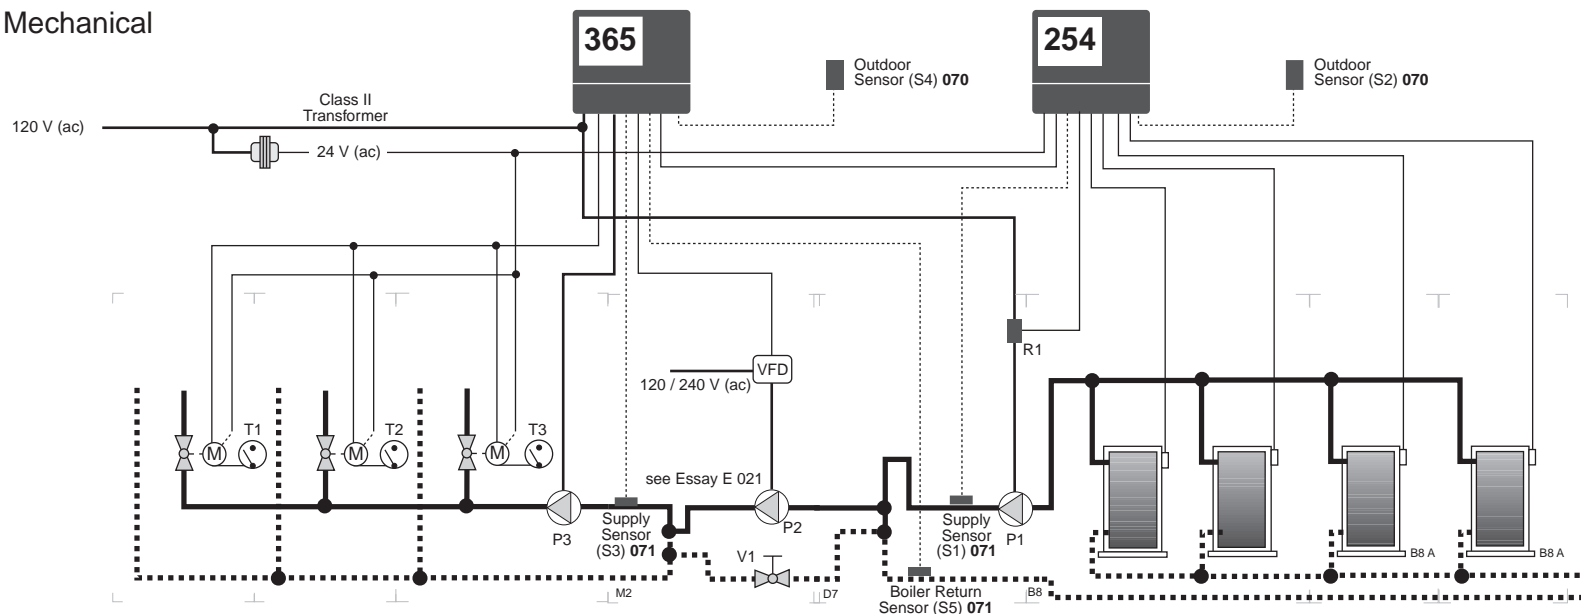 Mechanical
365
254
Outdoor
Sensor (S4) 070
Outdoor
Sensor (S2) 070
Class II
Transformer
120 V (ac)
24 V (ac)
R1
VFD
120 / 240 V (ac)
T1
T2
T3
M
M
M
see Essay E 021
P3
Supply
Sensor
(S3) 071
P2
Supply
Sensor
(S1) 071
P1
V1
M2
D7
Boiler Return
Sensor (S5) 071
B8
B8 A
B8 A